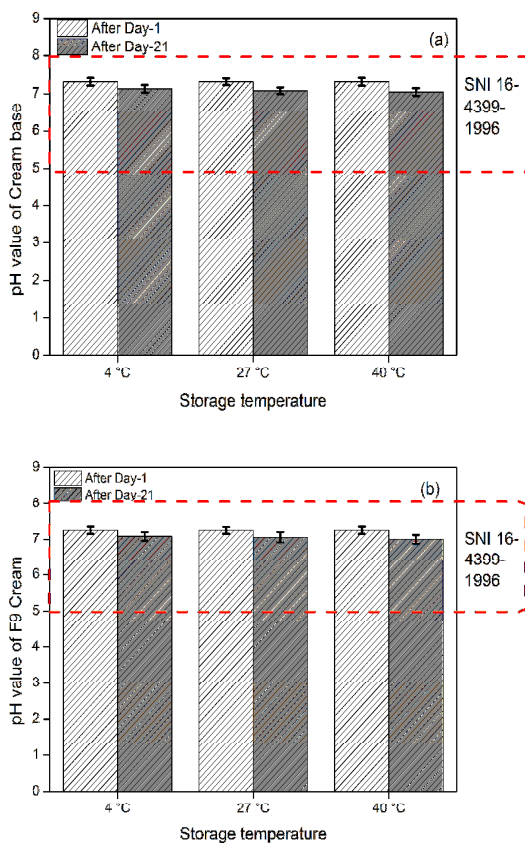 9
After Day-1
(a)
8
After Day-21
7
SNI 16-
4399-
1996
6
5
4
3
2
1
0
pH value of Cream base
4 °C
27 °C
40 °C
Storage temperature
9
After Day-1
(b)
8
After Day-21
7
SNI 16-
4399-
1996
6
5
4
3
2
1
0
pH value of F9 Cream
4 °C
27 °C
40 °C
Storage temperature